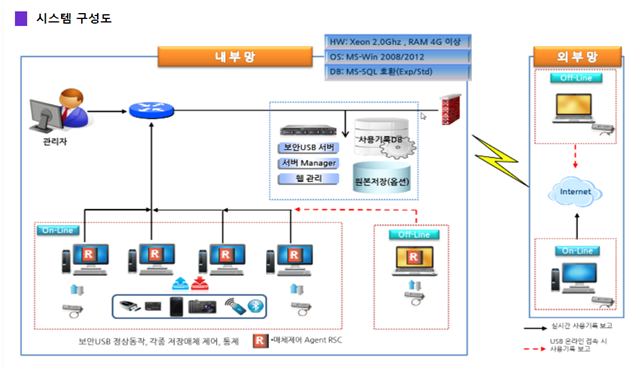 시스템 구성도
내부망
HW: Xeon 2.0Ghz , RAM 4G 이상
OS: MS-Win 2008/2012
DB: MS-SQL 호환(Exp/Std)
외부망
Off-Line
관리자
보안USB 서버
서버 Manager
웹 관리
사용기록DB
원본저장(옵션)
Internet
On-Line
R
R
R
R
Off-Line
R
On-Line
보안USB 정상동작, 각종 저장매체 제어, 통제
R
-매체제어 Agent RSC
실시간 사용기록 보고
USB 온라인 접속 시
사용기록 보고